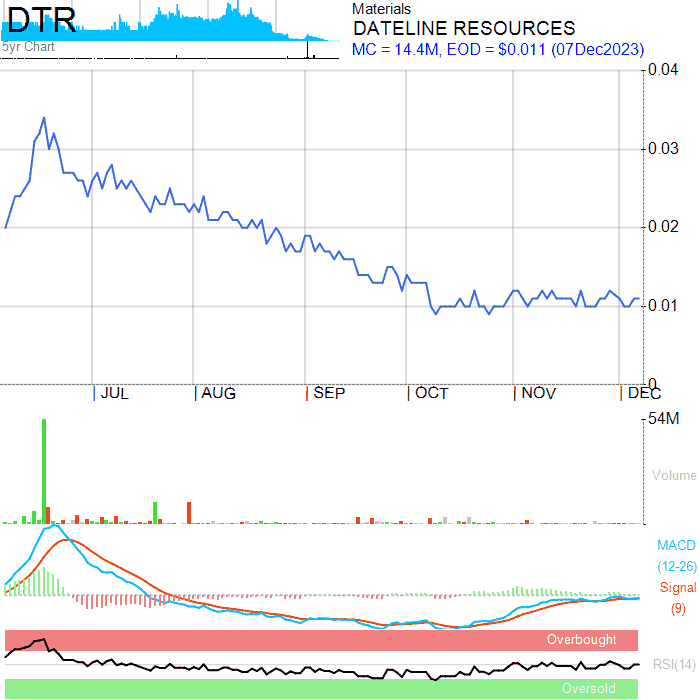 DTR
5yr Chart
Materials
DATELINE RESOURCES
MC = 14.4M, EOD = $0.011 (07Dec2023)
0.04
0.03
0.02
0.01
0
JUL
AUG
SEP
OCT
NOV
DEC
54M
Volume
MACD
(12-26)
Signal
(9)
Overbought
RSI(14)
Oversold